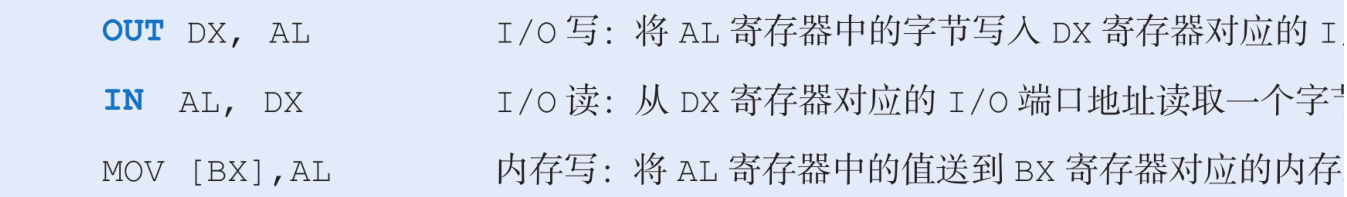 OUT DX, AL I/O 写: 将 AL 寄存器中的字节写入 DX 寄存器对应的 I/
IN AL, DX I/O 读: 从 DX 寄存器对应的 I/O 端口地址读取一个字
MOV [BX],AL 内存写: 将 AL 寄存器中的值送到 BX 寄存器对应的内存